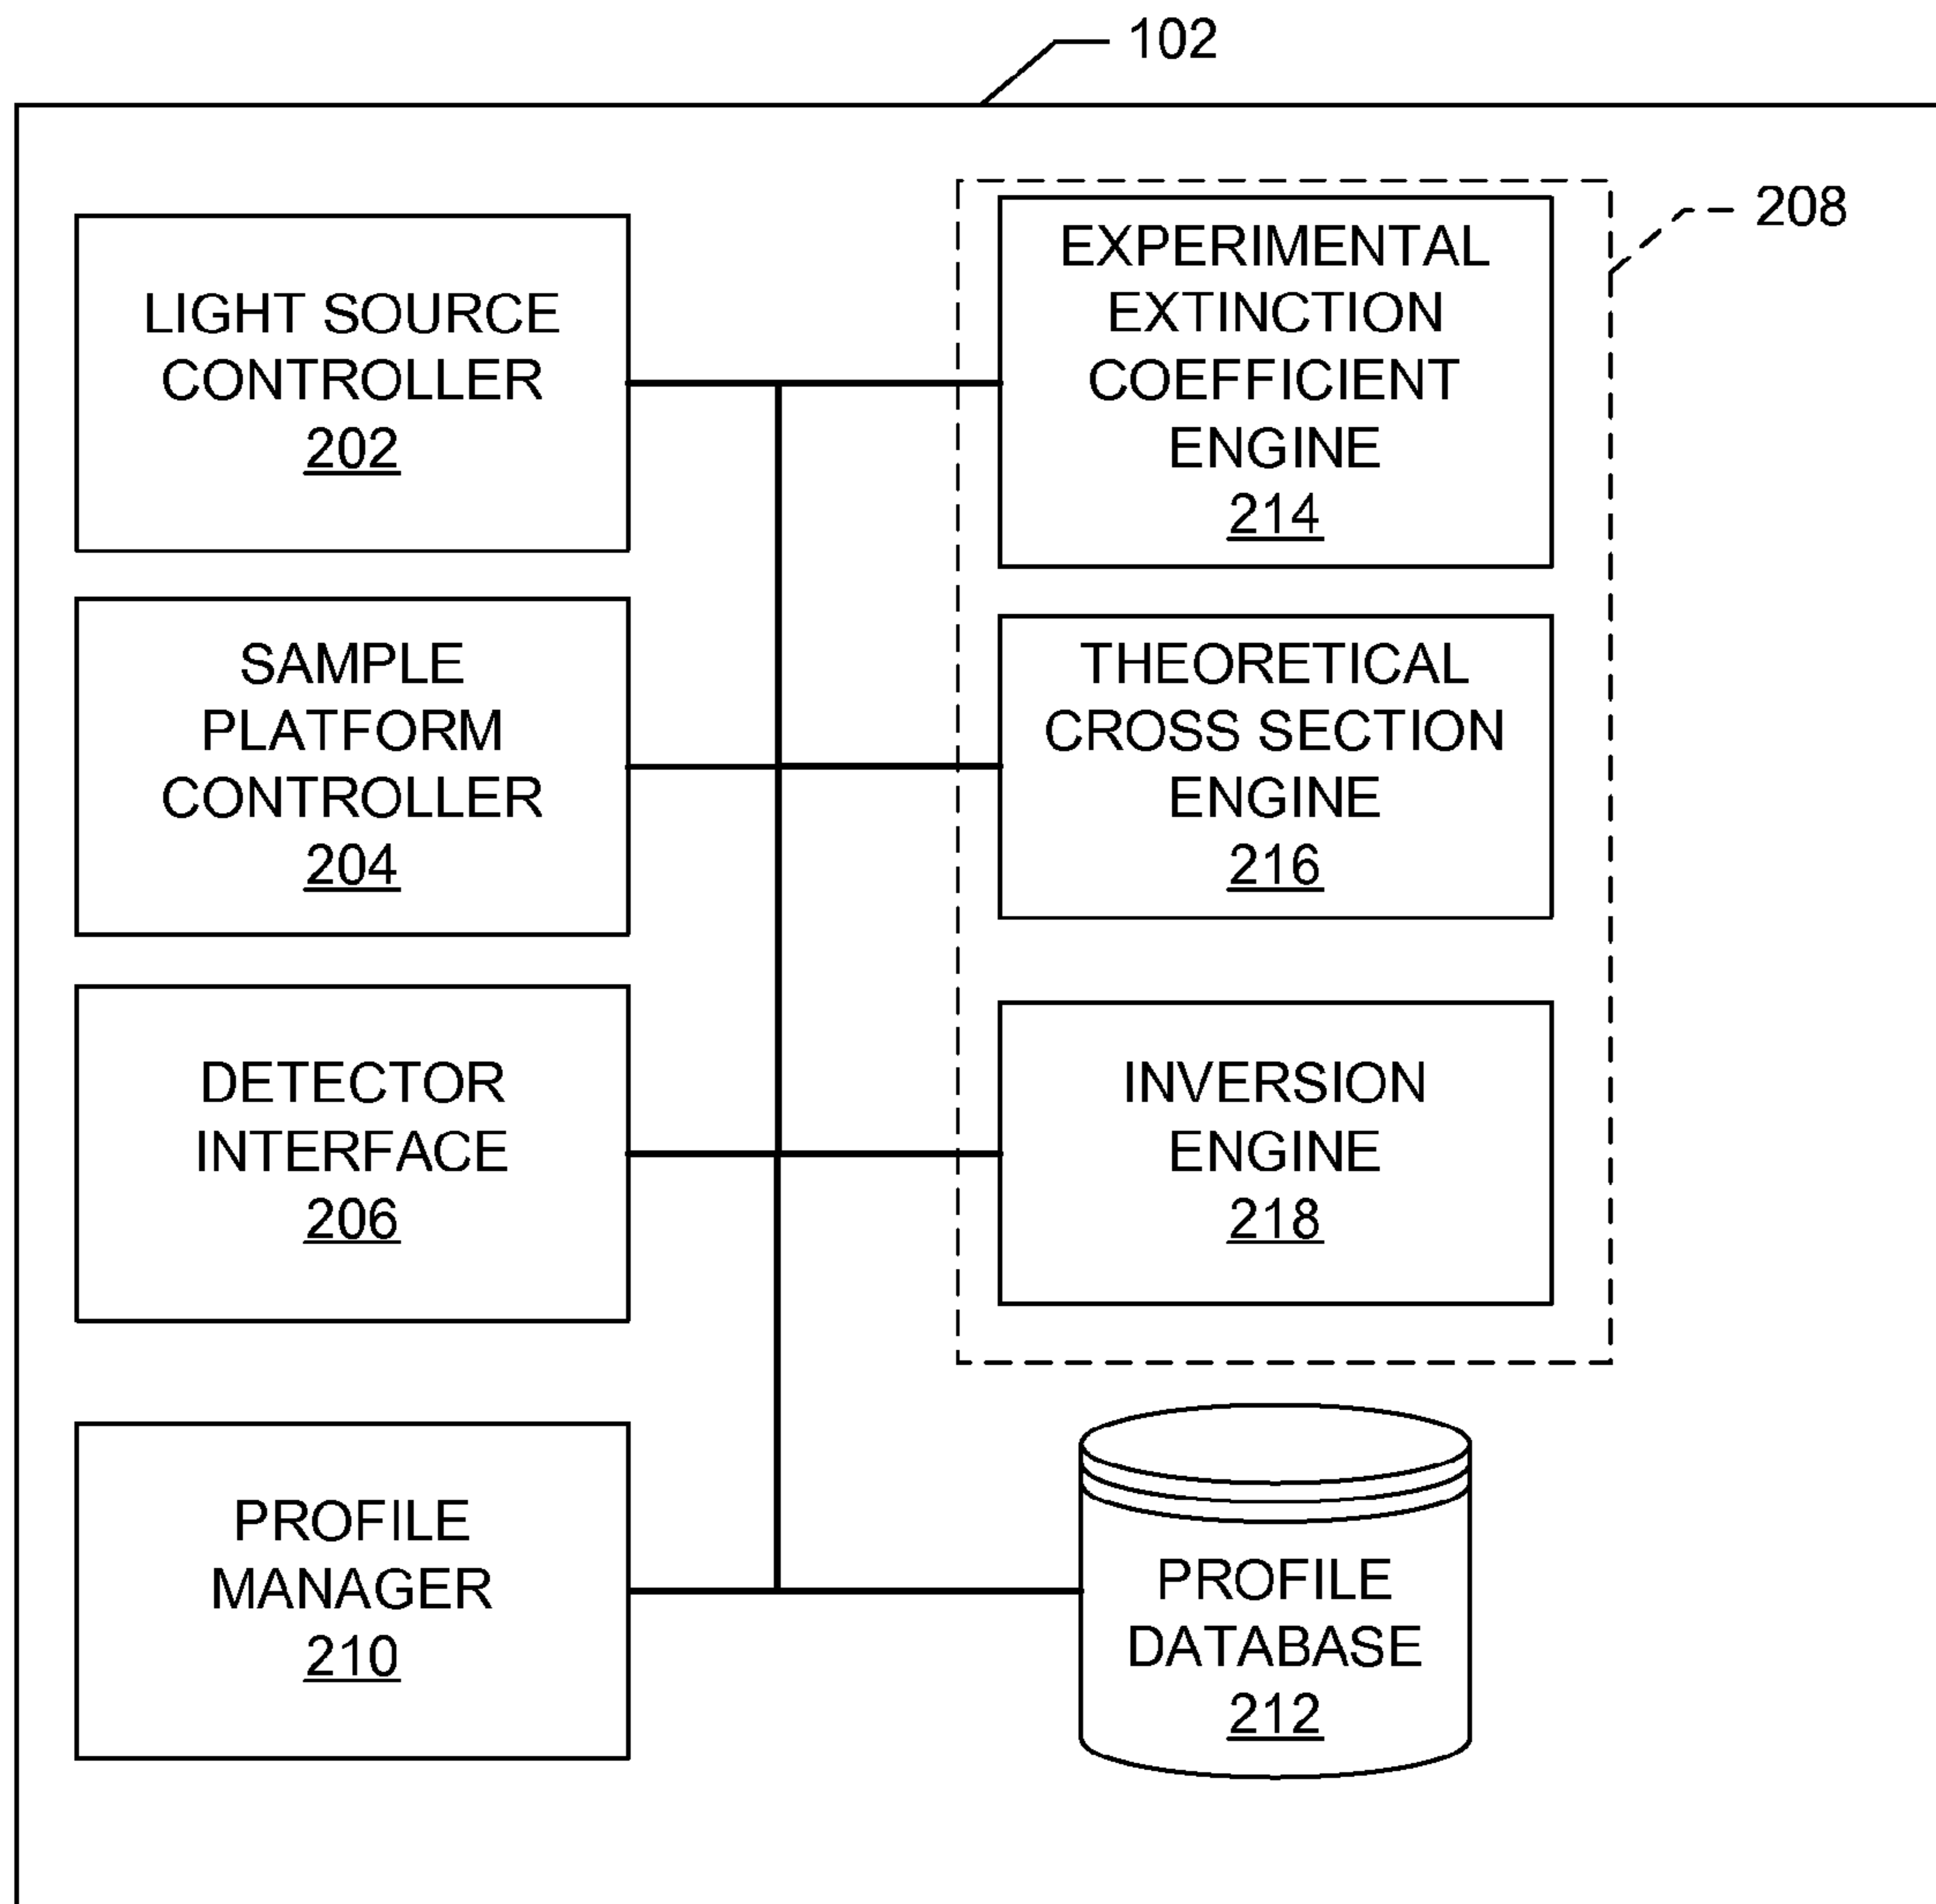 102
208
LIGHT SOURCE
CONTROLLER
202
EXPERIMENTAL
EXTINCTION
COEFFICIENT
ENGINE
214
SAMPLE
PLATFORM
CONTROLLER
204
THEORETICAL
CROSS SECTION
ENGINE
216
DETECTOR
INTERFACE
206
INVERSION
ENGINE
218
PROFILE
MANAGER
210
PROFILE
DATABASE
212